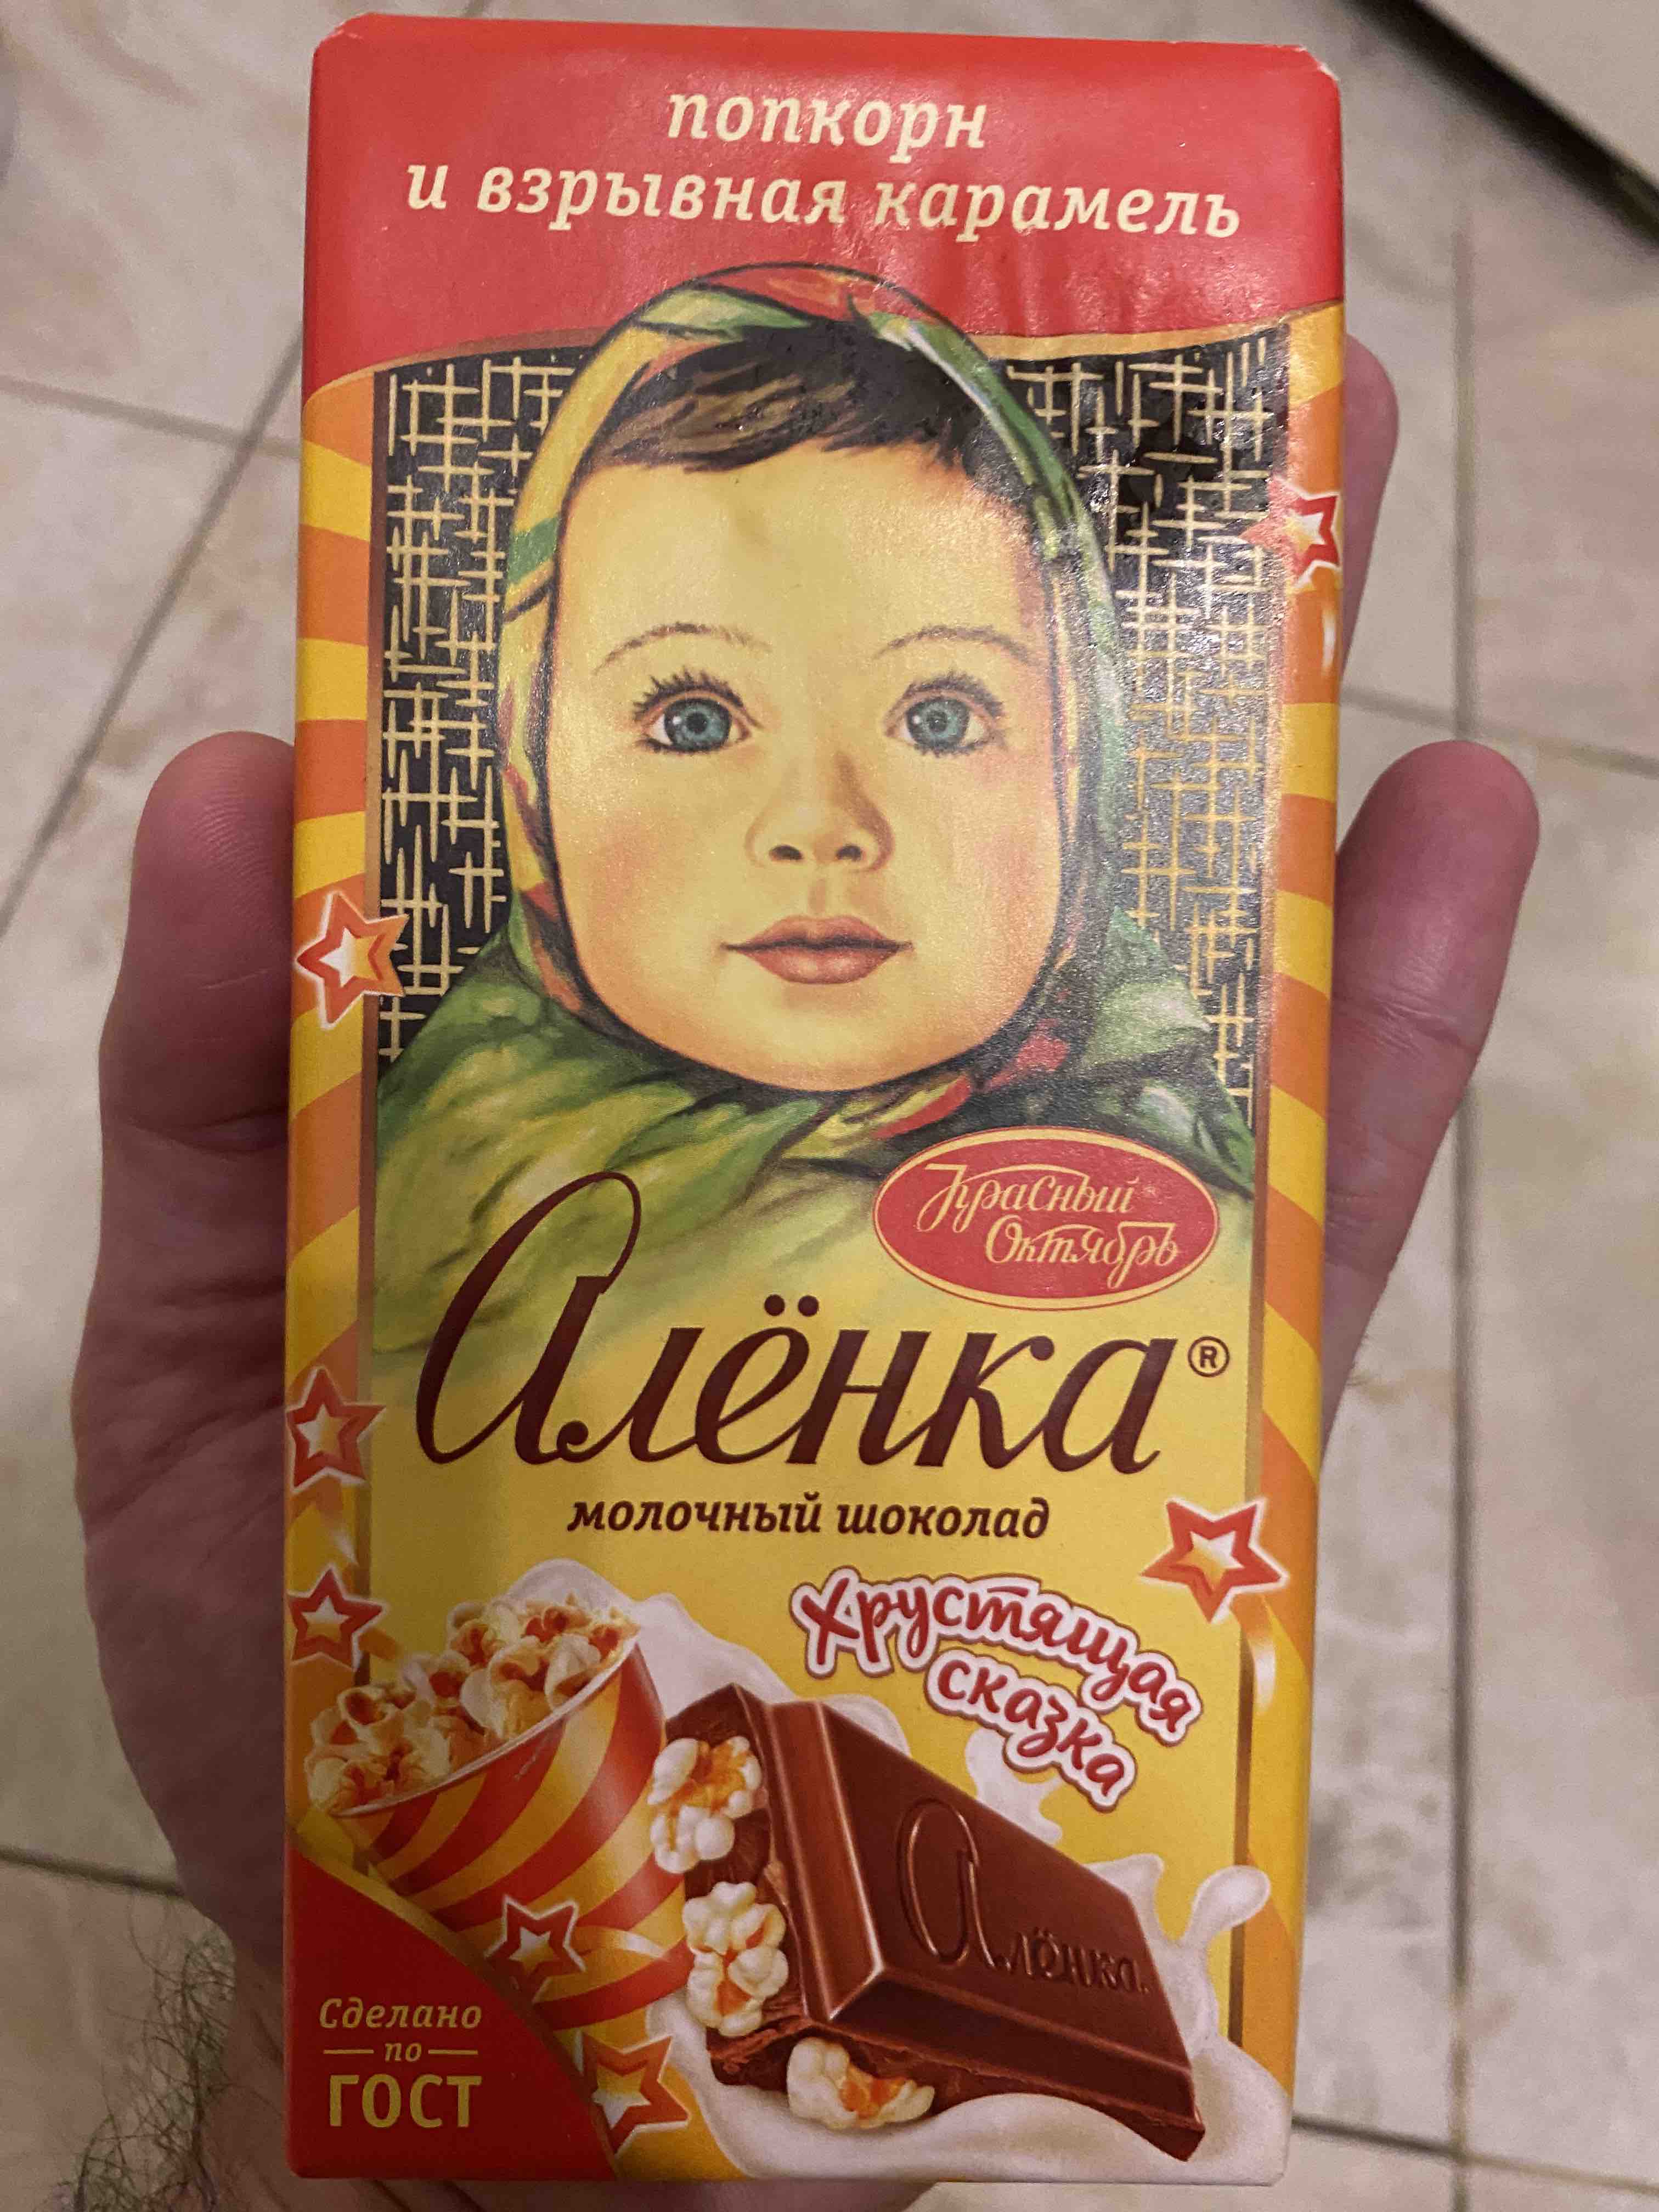 попкорн
и взрывная карамель
Красный
Октябрь
Алёнка®
молочный шоколад
Хрустящая
сказка
Алёнка
Сделано
по
ГОСТ